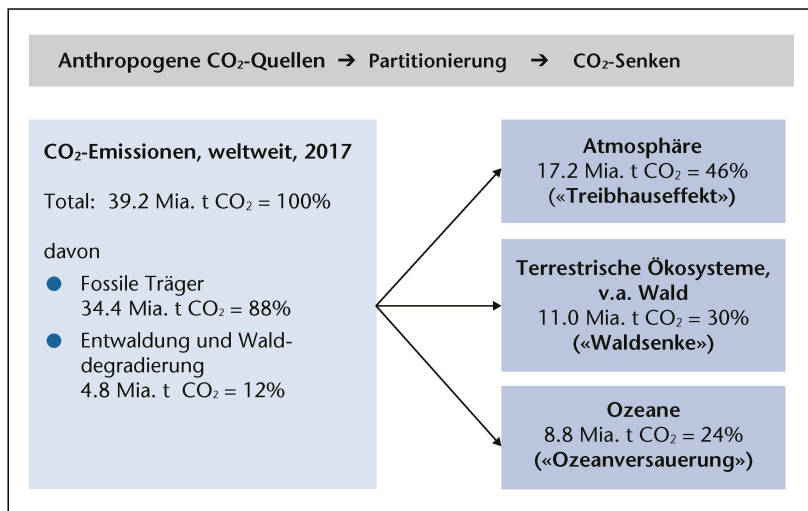 Anthropogene CO₂-Quellen → Partitionierung → CO₂-Senken
CO₂-Emissionen, weltweit, 2017
Total: 39.2 Mia. t CO₂ = 100%
davon
● Fossile Träger
34.4 Mia. t CO₂ = 88%
● Entwaldung und Wald-
degradierung
4.8 Mia. t CO₂ = 12%
Atmosphäre
17.2 Mia. t CO₂ = 46%
(«Treibhauseffekt»)
Terrestrische Ökosysteme,
v.a. Wald
11.0 Mia. t CO₂ = 30%
(«Waldsenke»)
Ozeane
8.8 Mia. t CO₂ = 24%
(«Ozeanversauerung»)